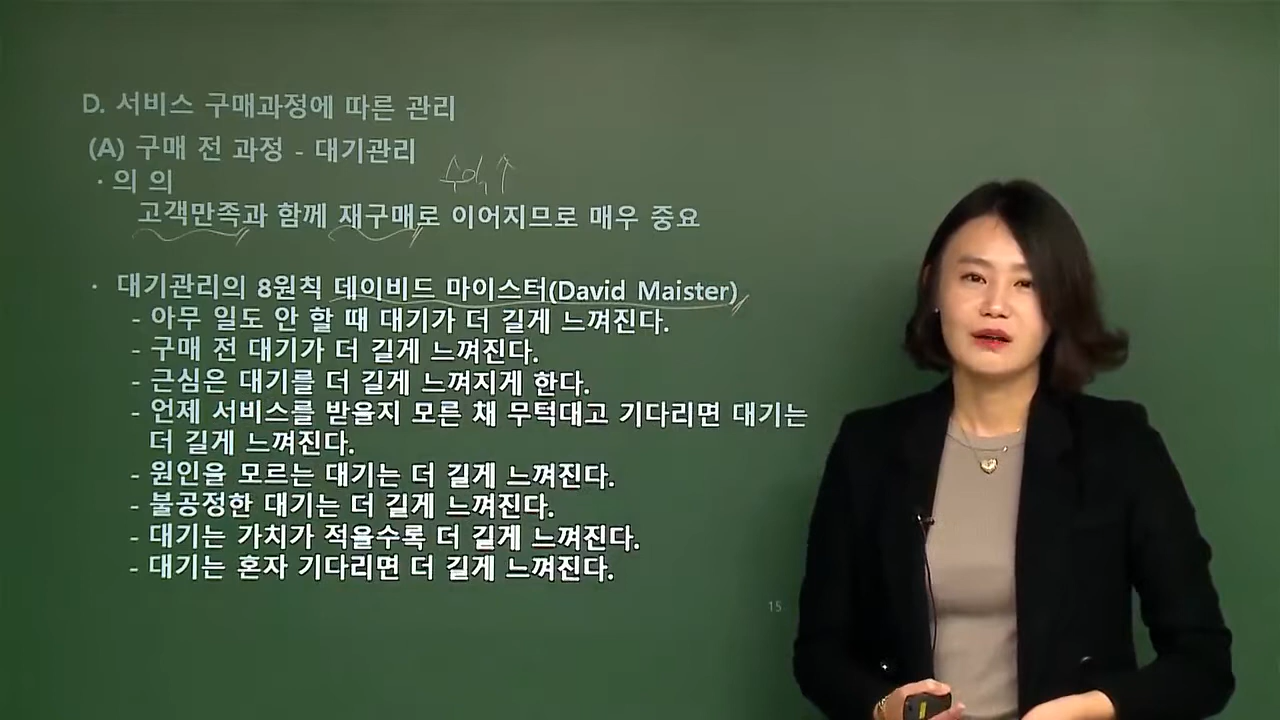 D. 서비스 구매과정에 따른 관리
(A) 구매 전 과정 - 대기관리
· 의 의
고객만족과 함께 재구매로 이어지므로 매우 중요
· 대기관리의 8원칙 데이비드 마이스터(David Maister)
- 아무 일도 안 할 때 대기가 더 길게 느껴진다.
- 구매 전 대기가 더 길게 느껴진다.
- 근심은 대기를 더 길게 느껴지게 한다.
- 언제 서비스를 받을지 모른 채 무턱대고 기다리면 대기는
더 길게 느껴진다.
- 원인을 모르는 대기는 더 길게 느껴진다.
- 불공정한 대기는 더 길게 느껴진다.
- 대기는 가치가 적을수록 더 길게 느껴진다.
- 대기는 혼자 기다리면 더 길게 느껴진다.
15